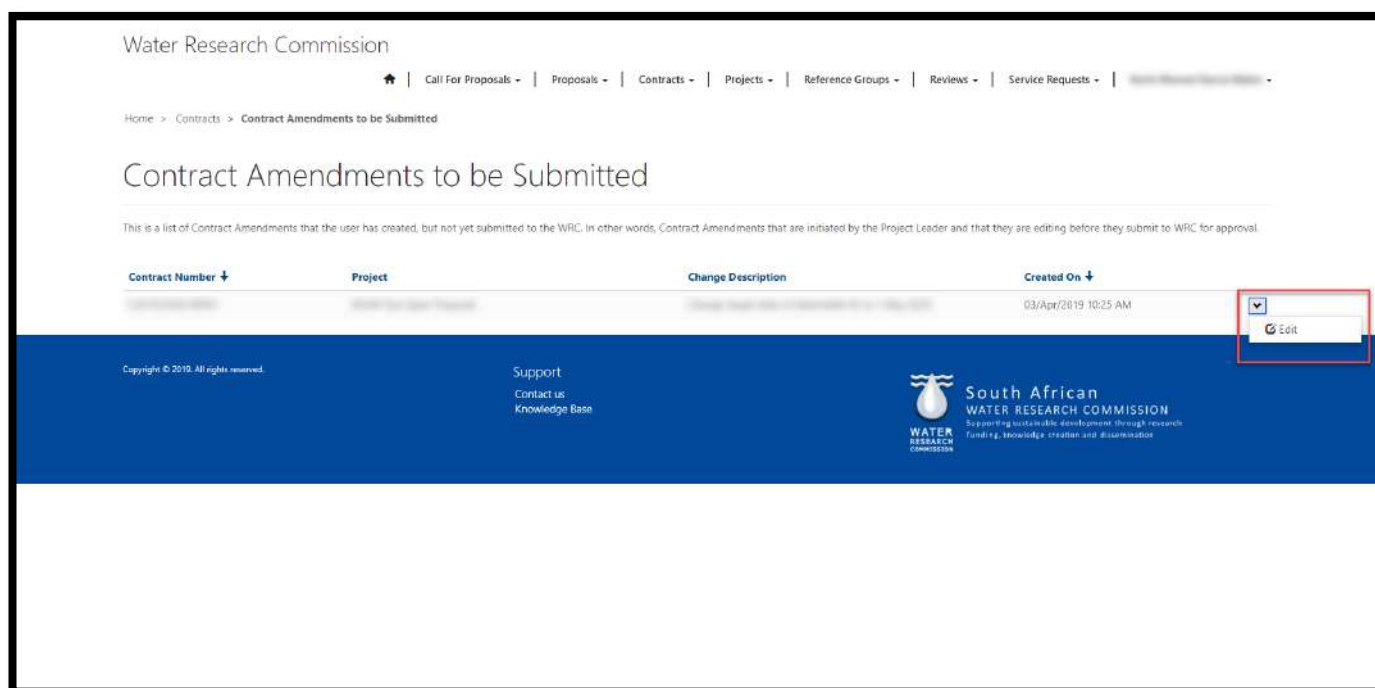 Water Research Commission
Call For Proposals | Proposals | Contracts | Projects | Reference Groups | Reviews | Service Requests |
Home > Contracts > Contract Amendments to be Submitted
Contract Amendments to be Submitted
This is a list of Contract Amendments that the user has created, but not yet submitted to the WRC. In other words, Contract Amendments that are initiated by the Project Leader and that they are editing before they submit to WRC for approval.
Contract Number Project Change Description Created On
03/Apr/2019 10:25 AM
Edit
Copyright © 2019. All rights reserved.
Support
Contact us
Knowledge Base
WATER
RESEARCH
COMMISSION
South African
WATER RESEARCH COMMISSION
Supporting sustainable development through research
funding, knowledge creation and dissemination